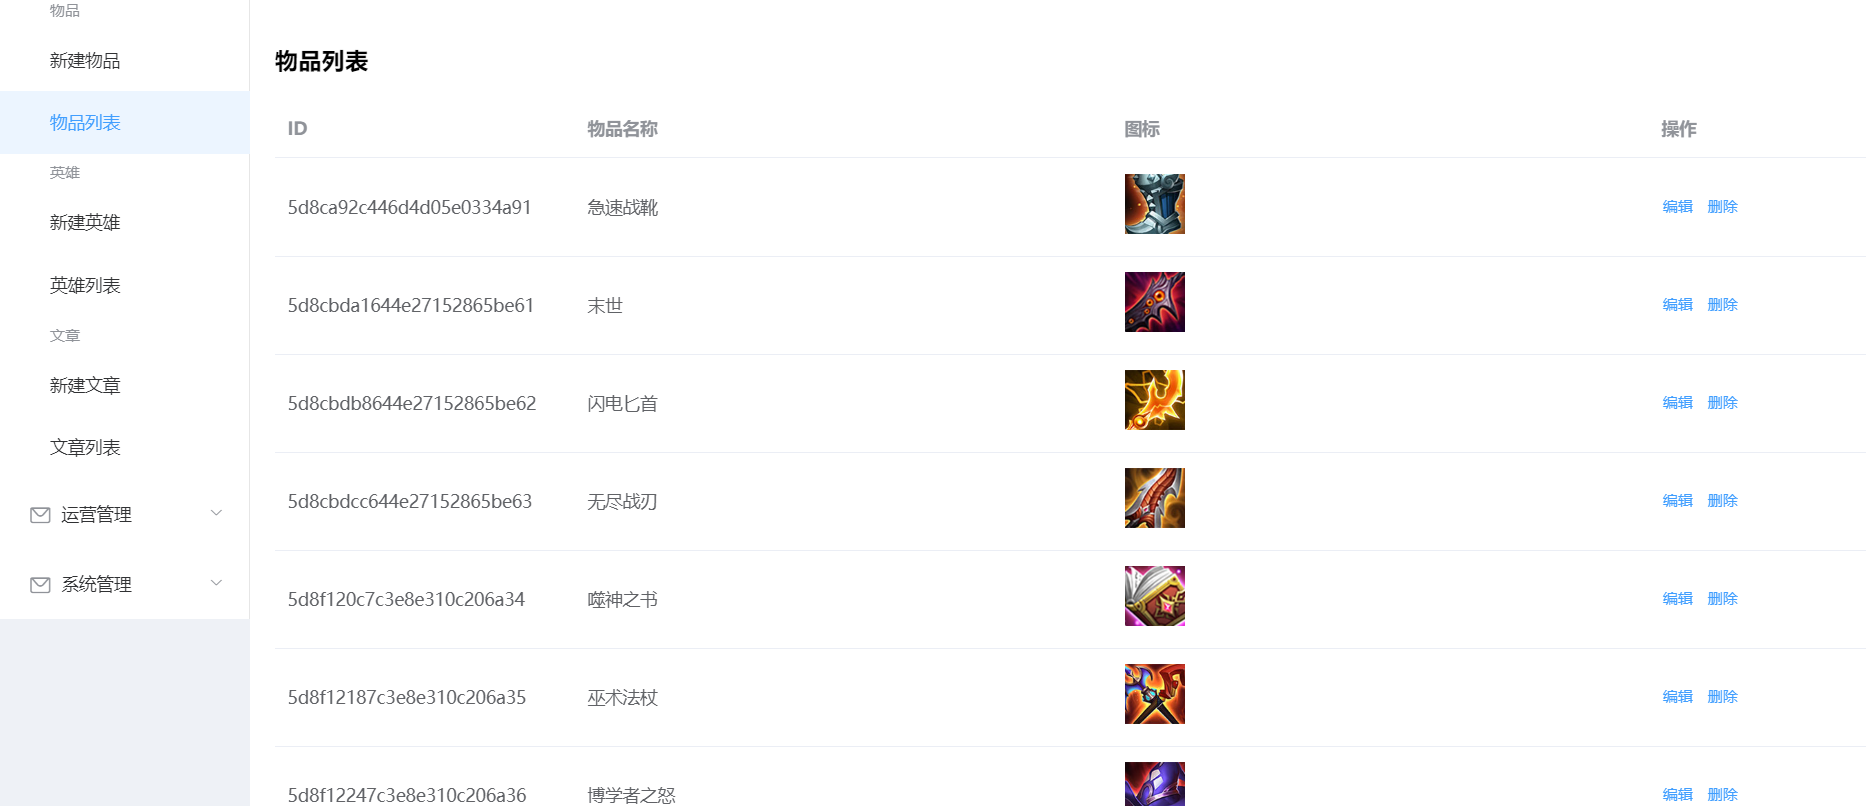 物品
新建物品
物品列表
英雄
新建英雄
英雄列表
文章
新建文章
文章列表
运营管理
系统管理
物品列表
ID 物品名称 图标 操作
5d8ca92c446d4d05e0334a91 急速战靴 编辑 删除
5d8cbda1644e27152865be61 末世 编辑 删除
5d8cbdb8644e27152865be62 闪电匕首 编辑 删除
5d8cbdcc644e27152865be63 无尽战刃 编辑 删除
5d8f120c7c3e8e310c206a34 噬神之书 编辑 删除
5d8f12187c3e8e310c206a35 巫术法杖 编辑 删除
5d8f12247c3e8e310c206a36 博学者之怒 编辑 删除